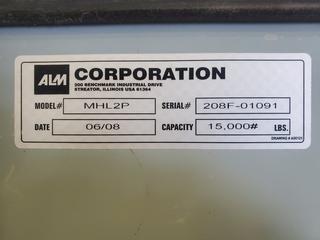 ALM CORPORATION
200 BENCHMARK INDUSTRIAL DRIVE
STREATOR, ILLINOIS USA 61364
MODEL# MHL2P SERIAL# 208F-01091
DATE 06/08 CAPACITY 15,000# LBS.